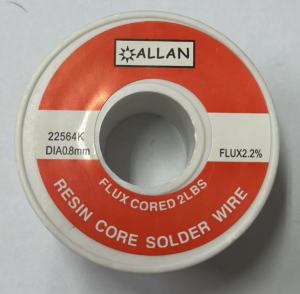 ALLAN
22564K
DIA0.8mm
FLUX2.2%
FLUX CORED 2LBS
RESIN CORE SOLDER WIRE